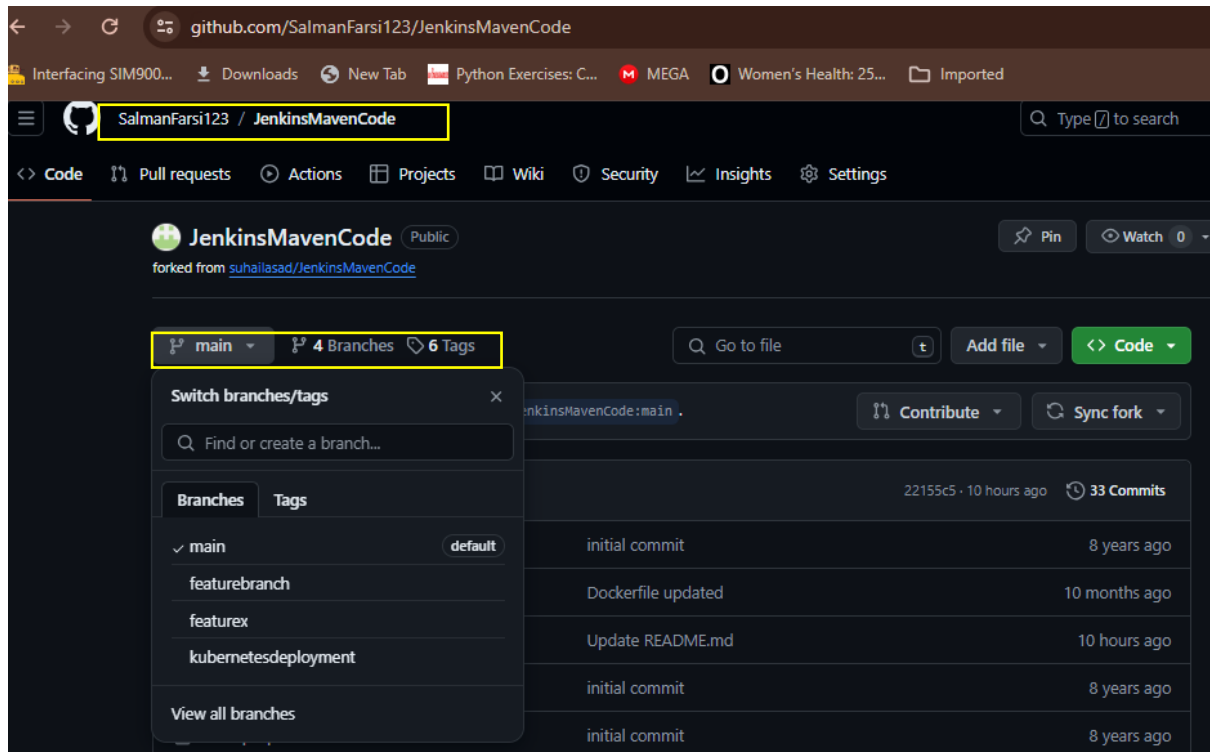 github.com/SalmanFarsi123/JenkinsMavenCode
Interfacing SIM900... Downloads New Tab Python Exercises: C... MEGA Women's Health: 25... Imported
SalmanFarsi123 / JenkinsMavenCode Type / to search
Code Pull requests Actions Projects Wiki Security Insights Settings
JenkinsMavenCode Public Pin Watch 0
forked from suhailasad/JenkinsMavenCode
main 4 Branches 6 Tags Go to file t Add file Code
Switch branches/tags
enkinsMavenCode:main . Contribute Sync fork
Find or create a branch...
Branches Tags 22155c5 · 10 hours ago 33 Commits
main default initial commit 8 years ago
featurebranch Dockerfile updated 10 months ago
featurex Update README.md 10 hours ago
kubernetesdeployment
initial commit 8 years ago
View all branches
initial commit 8 years ago